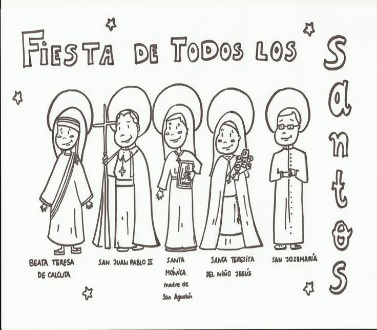 FIESTA DE TODOS LOS
santos
BEATA TERESA
DE CALCUTA
SAN JUAN PABLO II
SANTA
MÓNICA
madre de
San Agustín
SANTA TERESITA
DEL NIÑO JESÚS
SAN JOSEMARÍA